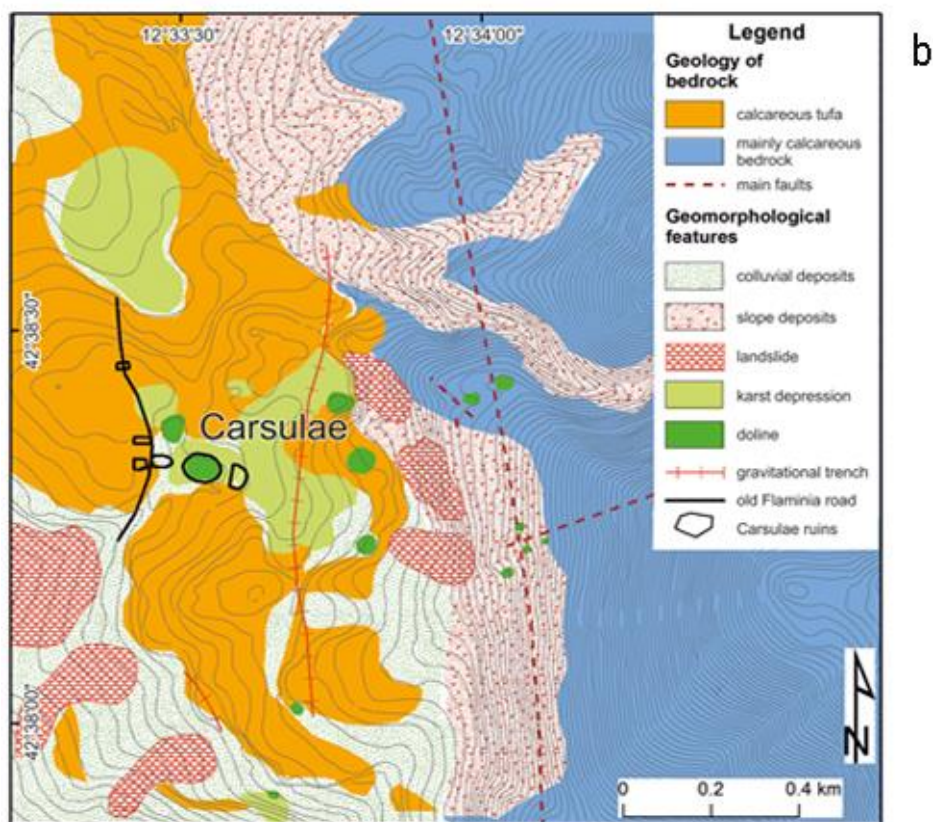 12°33'30"
12°34'00"
b
Legend
Geology of
bedrock
calcareous tufa
mainly calcareous
bedrock
main faults
Geomorphological
features
colluvial deposits
slope deposits
landslide
karst depression
doline
gravitational trench
old Flaminia road
Carsulae ruins
42°38'30"
Carsulae
42°38'00"
N
0 0.2 0.4 km